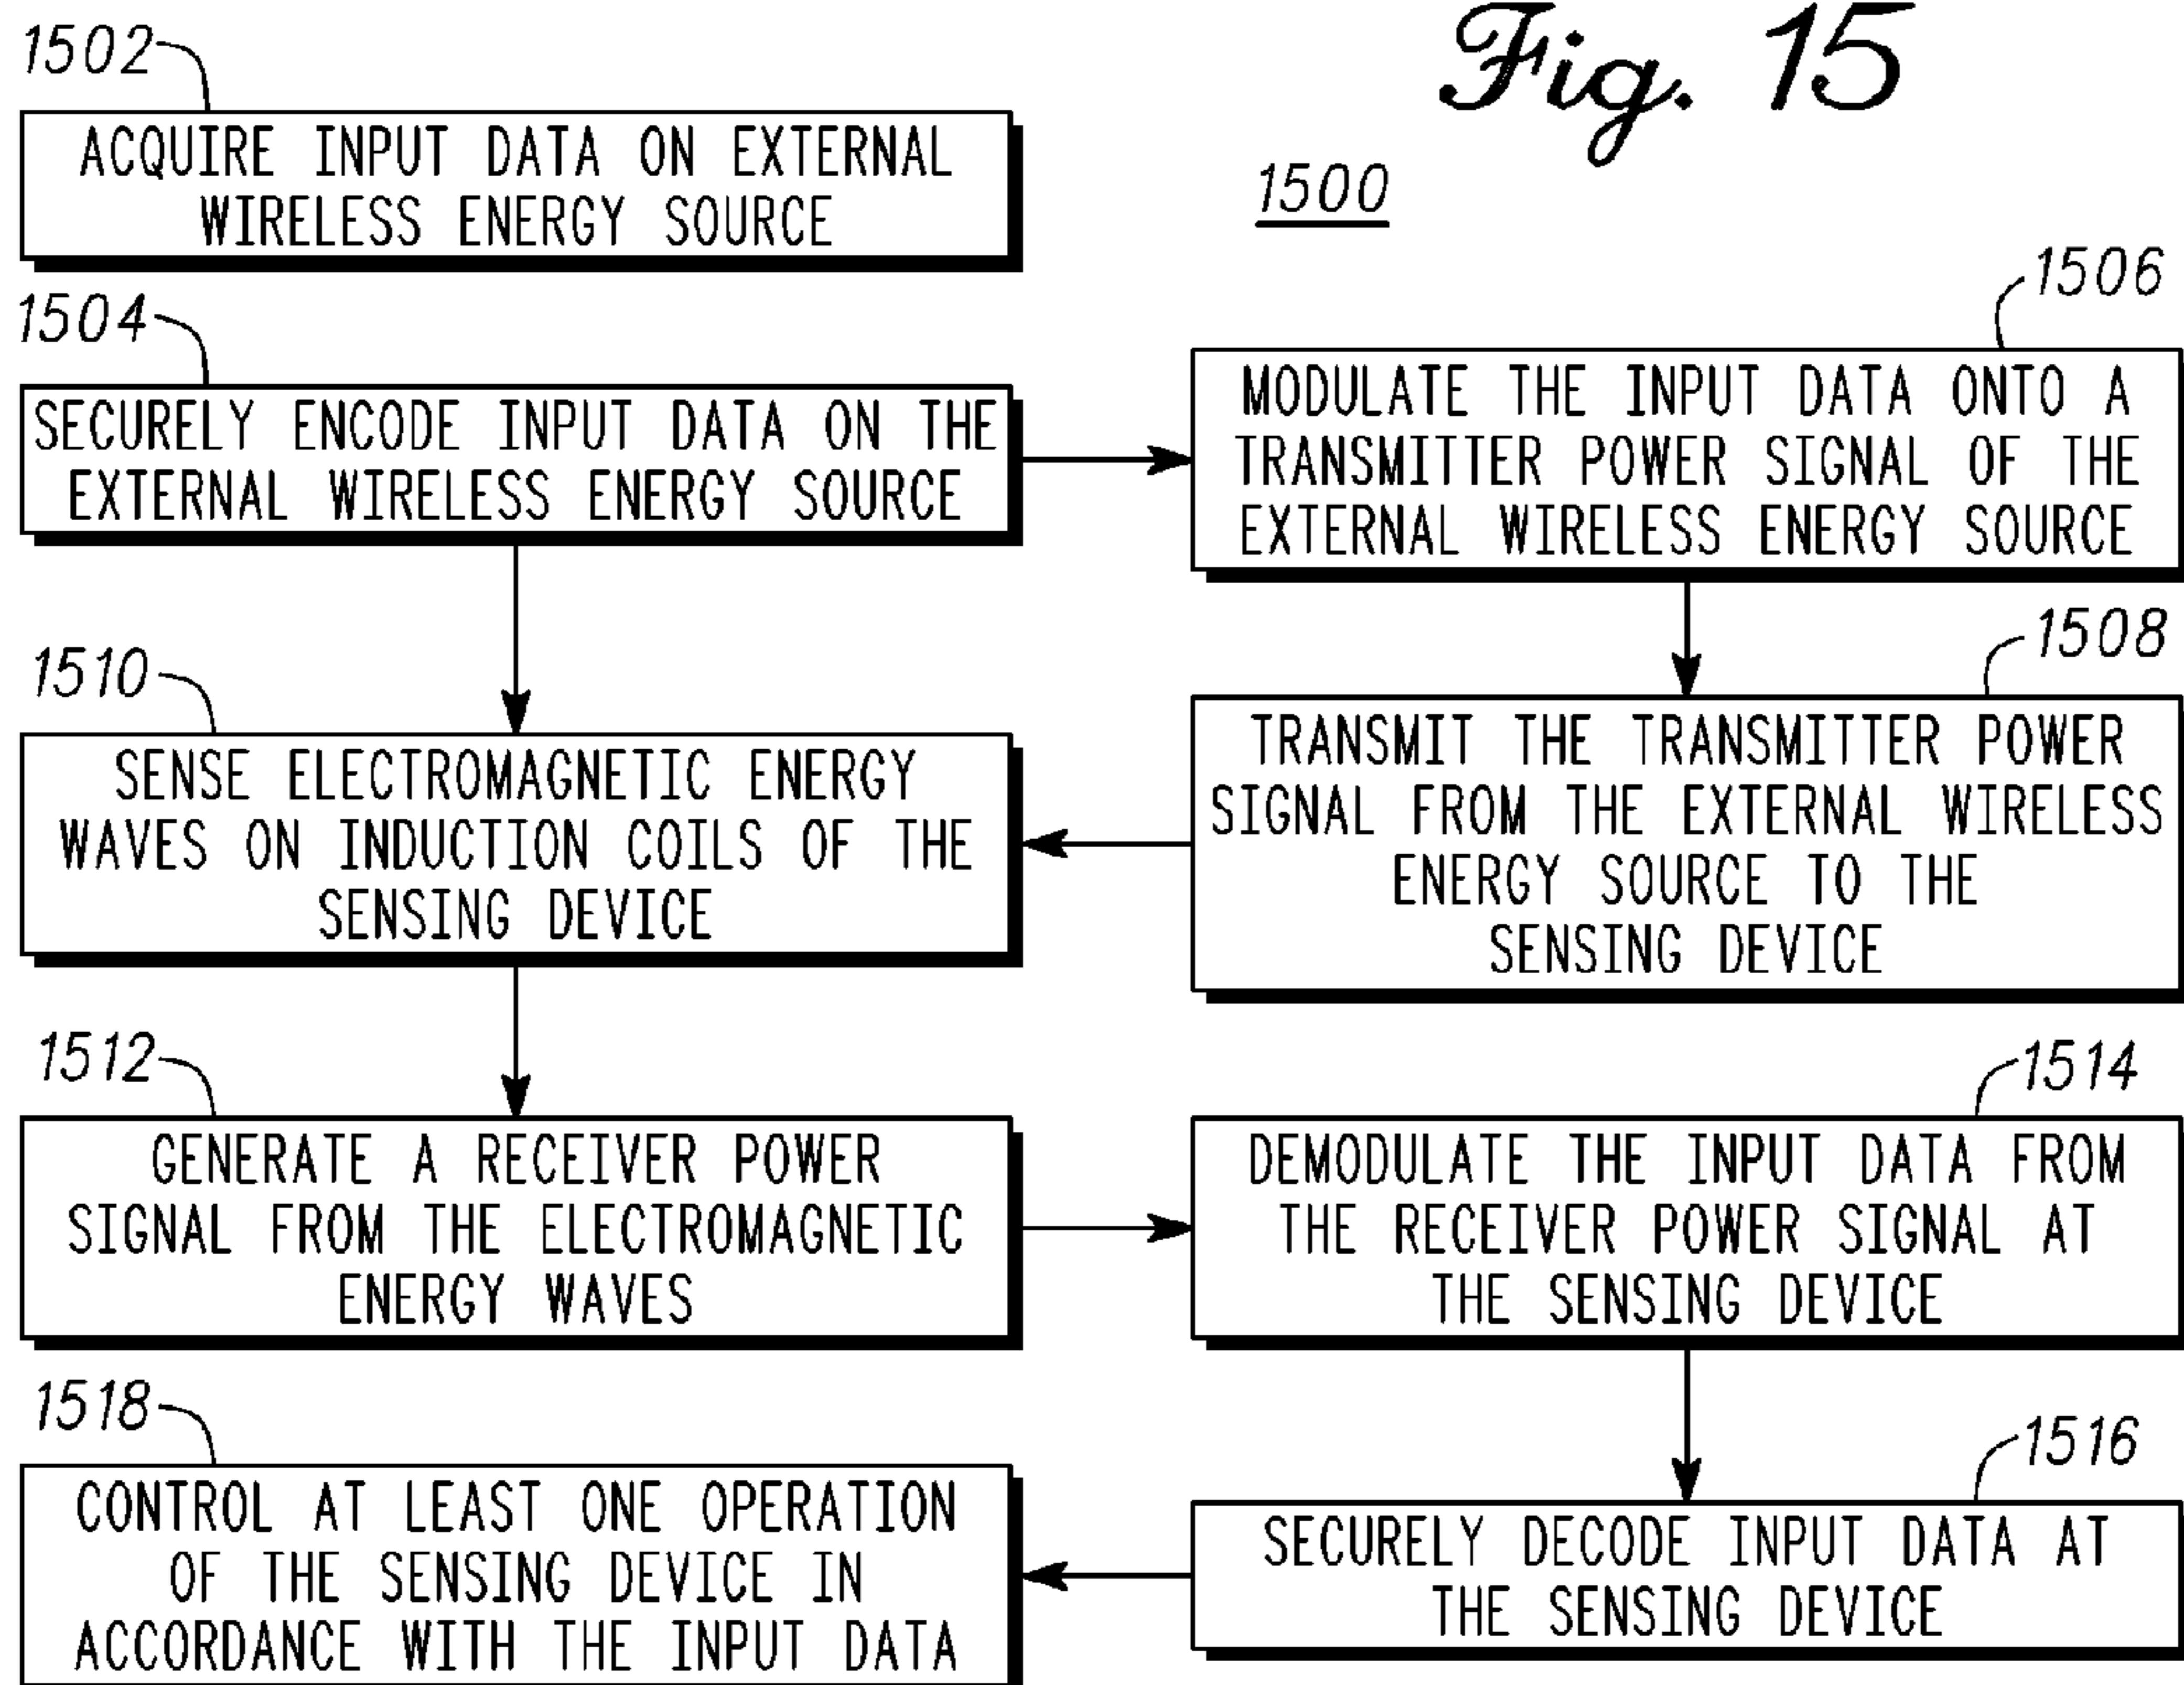 Fig. 15
1500
1502
ACQUIRE INPUT DATA ON EXTERNAL
WIRELESS ENERGY SOURCE
1504
SECURELY ENCODE INPUT DATA ON THE
EXTERNAL WIRELESS ENERGY SOURCE
1506
MODULATE THE INPUT DATA ONTO A
TRANSMITTER POWER SIGNAL OF THE
EXTERNAL WIRELESS ENERGY SOURCE
1508
TRANSMIT THE TRANSMITTER POWER
SIGNAL FROM THE EXTERNAL WIRELESS
ENERGY SOURCE TO THE
SENSING DEVICE
1510
SENSE ELECTROMAGNETIC ENERGY
WAVES ON INDUCTION COILS OF THE
SENSING DEVICE
1512
GENERATE A RECEIVER POWER
SIGNAL FROM THE ELECTROMAGNETIC
ENERGY WAVES
1514
DEMODULATE THE INPUT DATA FROM
THE RECEIVER POWER SIGNAL AT
THE SENSING DEVICE
1516
SECURELY DECODE INPUT DATA AT
THE SENSING DEVICE
1518
CONTROL AT LEAST ONE OPERATION
OF THE SENSING DEVICE IN
ACCORDANCE WITH THE INPUT DATA